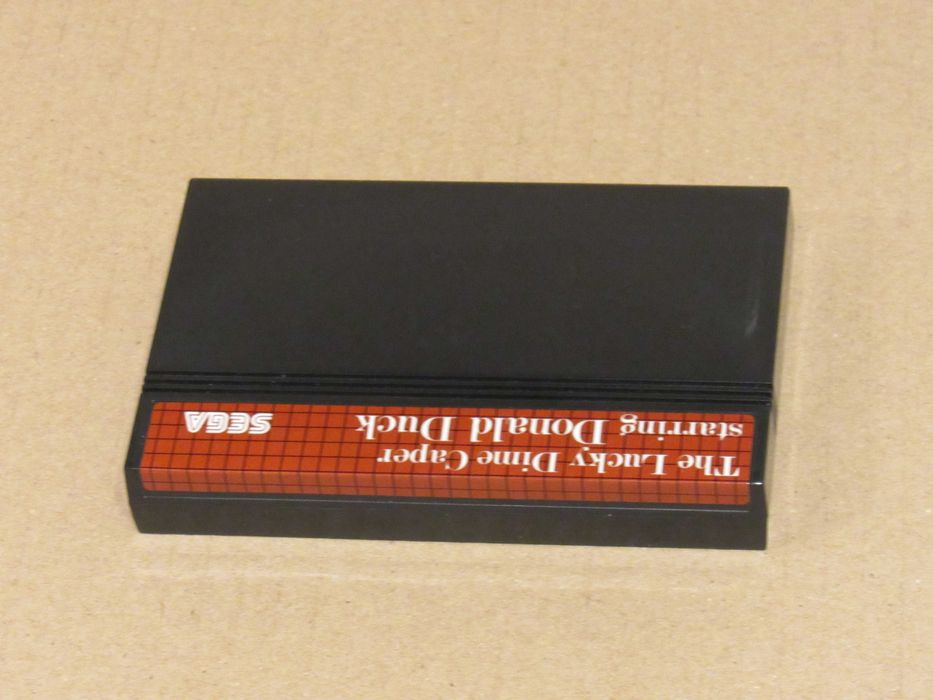 The Lucky Dime Caper
starring Donald Duck
SEGA